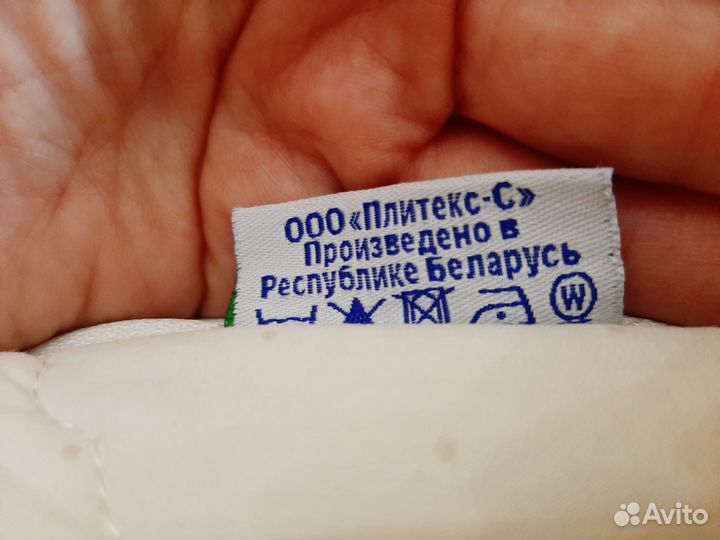 ООО «Плитекс-С»
Произведено в
Республике Беларусь
W
Avito